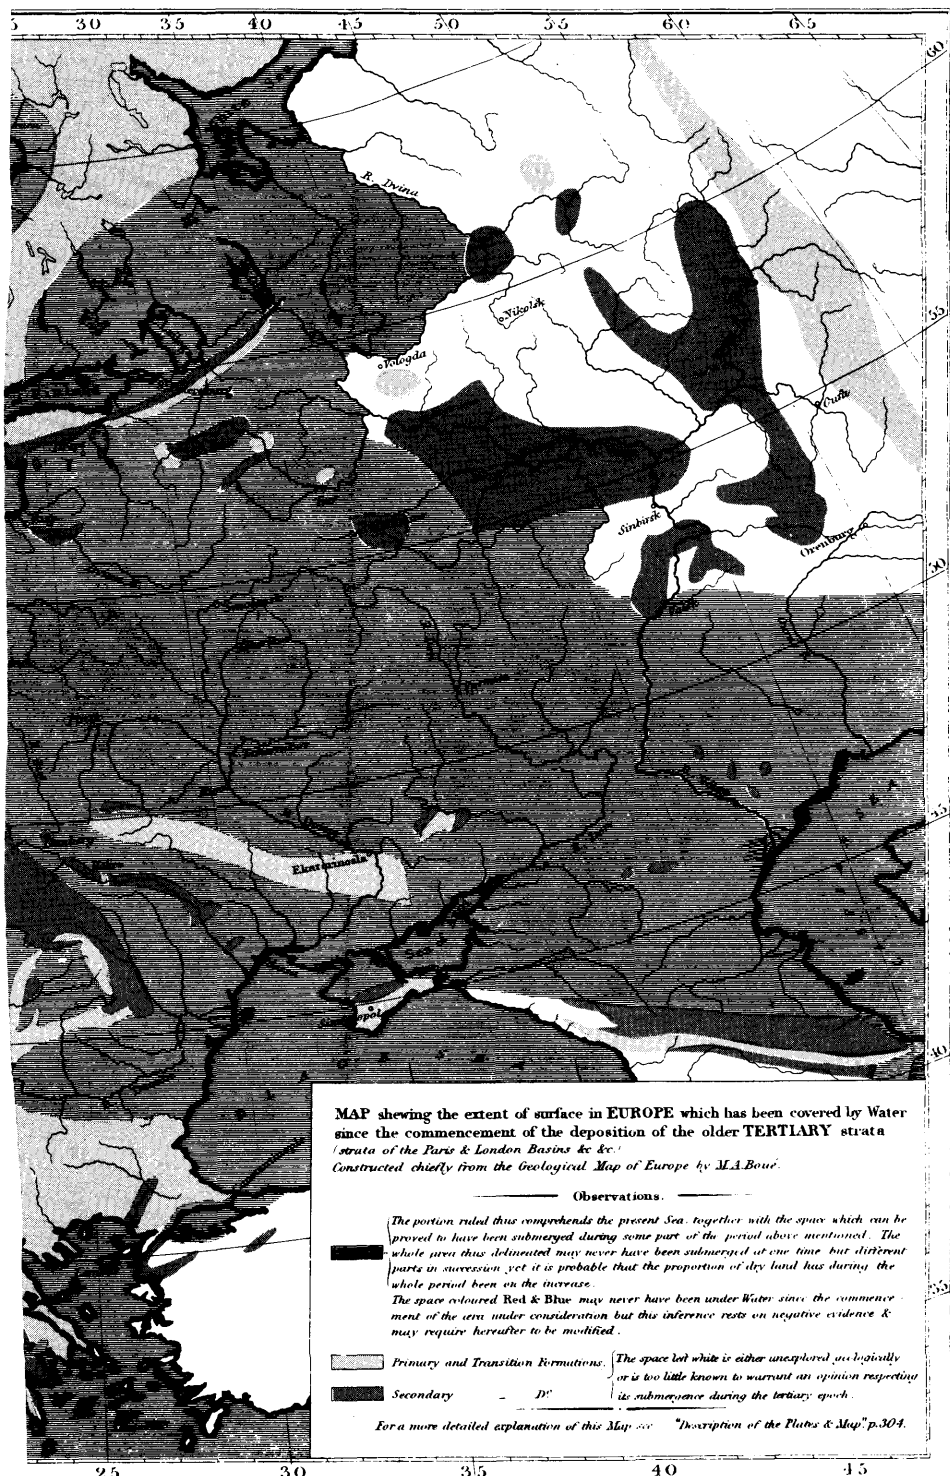 30 35 40 45 50 55 60 65
60
R. Dvina
55
Nikolsk
Vologda
Oufa
Sinbirsk
Orenburg
50
45
SEA
Ekaterinosla
Sea of
40
MAP shewing the extent of surface in EUROPE which has been covered by Water
since the commencement of the deposition of the older TERTIARY strata
(strata of the Paris & London Basins &c &c.)
Constructed chiefly from the Geological Map of Europe by M.A.Boué.
Observations.
The portion ruled thus comprehends the present Sea, together with the space which can be
proved to have been submerged during some part of the period above mentioned. The
whole area thus delineated may never have been submerged at one time but different
parts in succession yet it is probable that the proportion of dry land has during the
whole period been on the increase.
The space coloured Red & Blue may never have been under Water since the commence-
ment of the æra under consideration but this inference rests on negative evidence &
may require hereafter to be modified.
Primary and Transition Formations.
Secondary _ Do.
The space left white is either unexplored geologically
or is too little known to warrant an opinion respecting
its submergence during the tertiary epoch.
For a more detailed explanation of this Map see "Description of the Plates & Map". p.304.
35
25 30 35 40 45